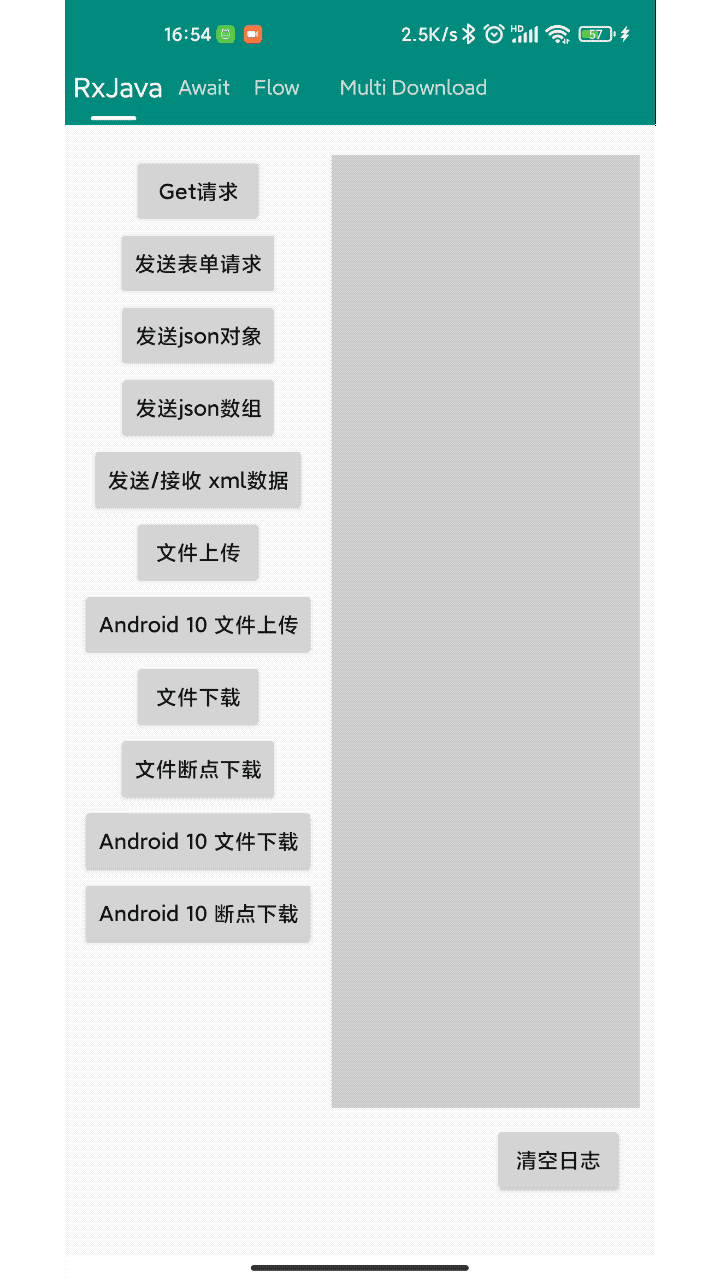 16:54 2.5K/s HD 57
RxJava Await Flow Multi Download
Get请求
发送表单请求
发送json对象
发送json数组
发送/接收 xml数据
文件上传
Android 10 文件上传
文件下载
文件断点下载
Android 10 文件下载
Android 10 断点下载
清空日志